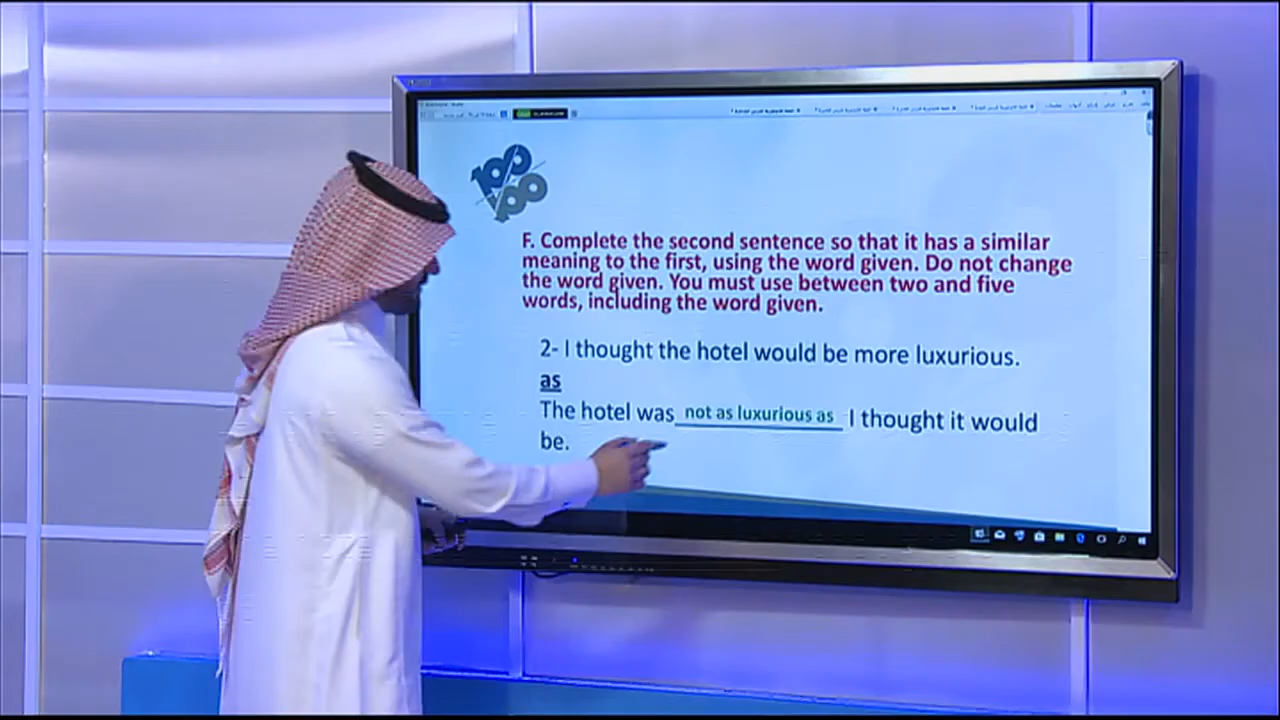 100
100
F. Complete the second sentence so that it has a similar
meaning to the first, using the word given. Do not change
the word given. You must use between two and five
words, including the word given.
2- I thought the hotel would be more luxurious.
as
The hotel was not as luxurious as I thought it would
be.